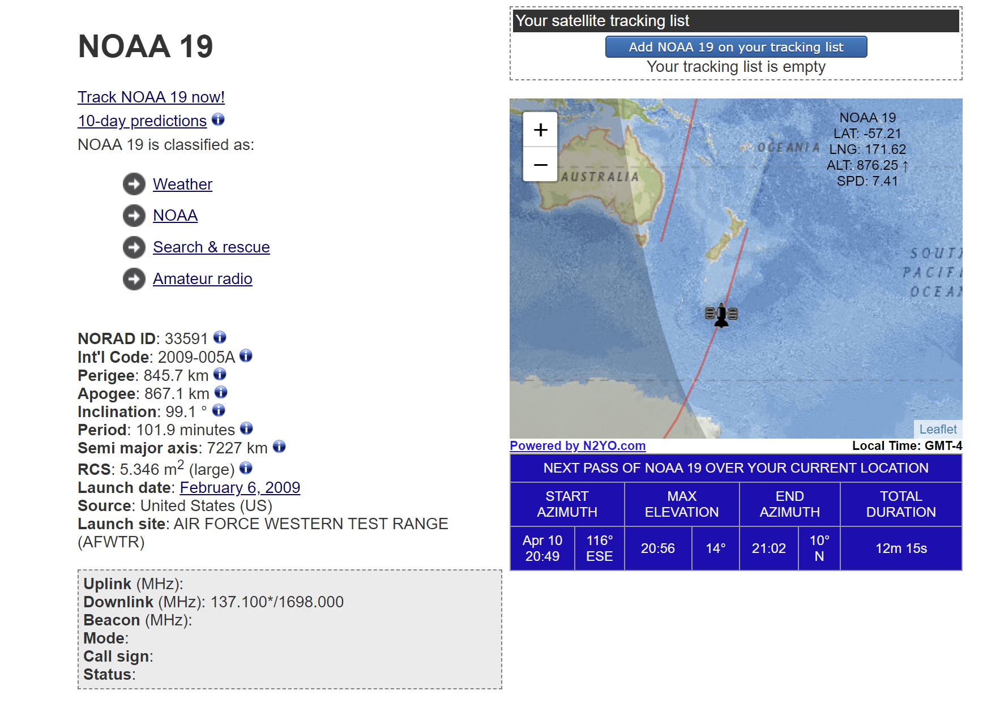 NOAA 19
Track NOAA 19 now!
10-day predictions
NOAA 19 is classified as:
Weather
NOAA
Search & rescue
Amateur radio
NORAD ID: 33591
Int'l Code: 2009-005A
Perigee: 845.7 km
Apogee: 867.1 km
Inclination: 99.1 °
Period: 101.9 minutes
Semi major axis: 7227 km
RCS: 5.346 m2 (large)
Launch date: February 6, 2009
Source: United States (US)
Launch site: AIR FORCE WESTERN TEST RANGE
(AFWTR)
Uplink (MHz):
Downlink (MHz): 137.100*/1698.000
Beacon (MHz):
Mode:
Call sign:
Status:
Your satellite tracking list
Add NOAA 19 on your tracking list
Your tracking list is empty
+
−
NOAA 19
LAT: -57.21
LNG: 171.62
ALT: 876.25 ↑
SPD: 7.41
OCEANIA
AUSTRALIA
SOUTH
PACIFI
OCEAN
Leaflet
Powered by N2YO.com
Local Time: GMT-4
NEXT PASS OF NOAA 19 OVER YOUR CURRENT LOCATION
START AZIMUTH
MAX ELEVATION
END AZIMUTH
TOTAL DURATION
Apr 10 20:49
116° ESE
20:56
14°
21:02
10° N
12m 15s